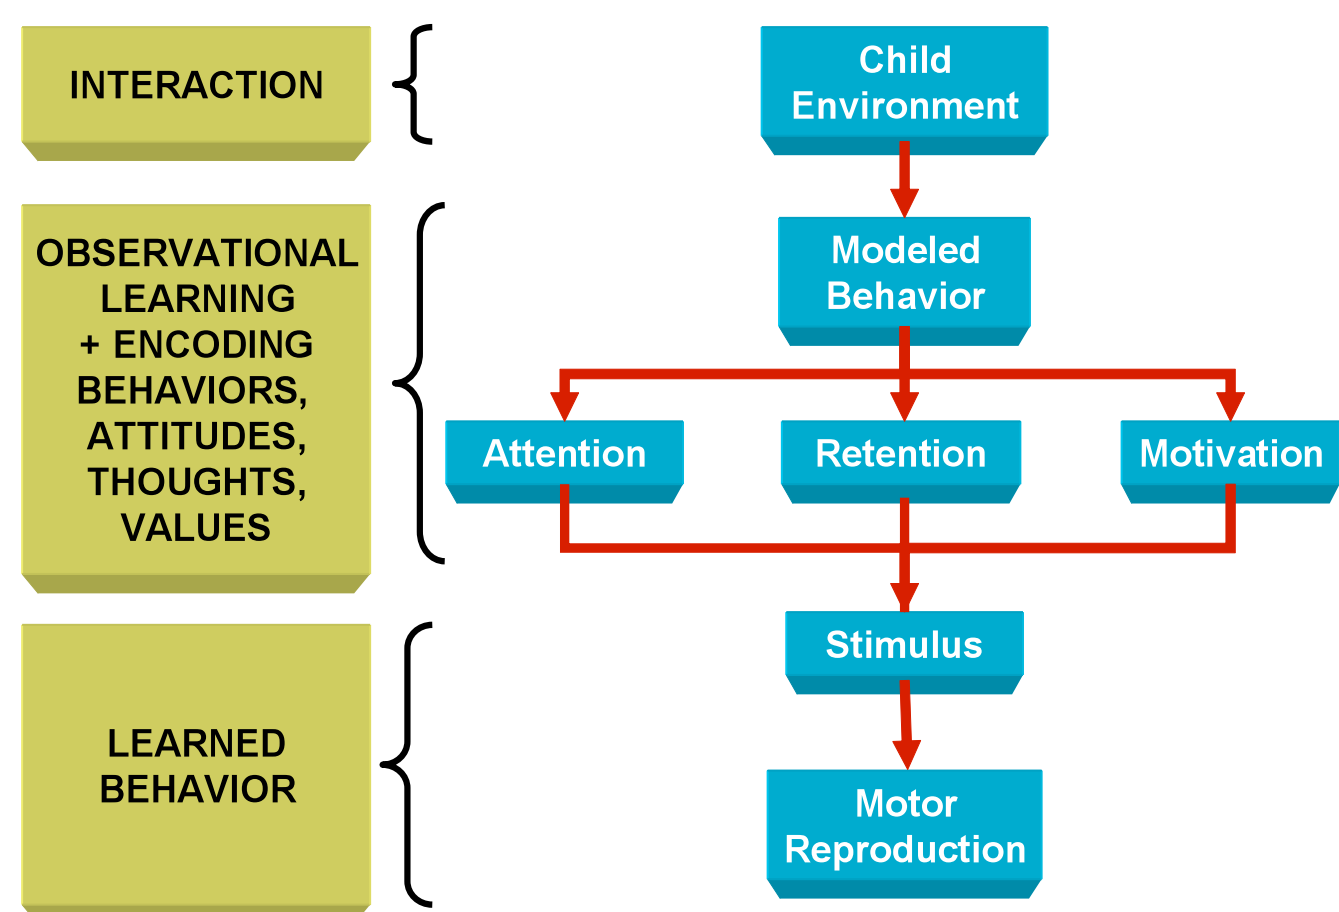 INTERACTION
Child
Environment
OBSERVATIONAL
LEARNING
+ ENCODING
BEHAVIORS,
ATTITUDES,
THOUGHTS,
VALUES
Modeled
Behavior
Attention
Retention
Motivation
LEARNED
BEHAVIOR
Stimulus
Motor
Reproduction